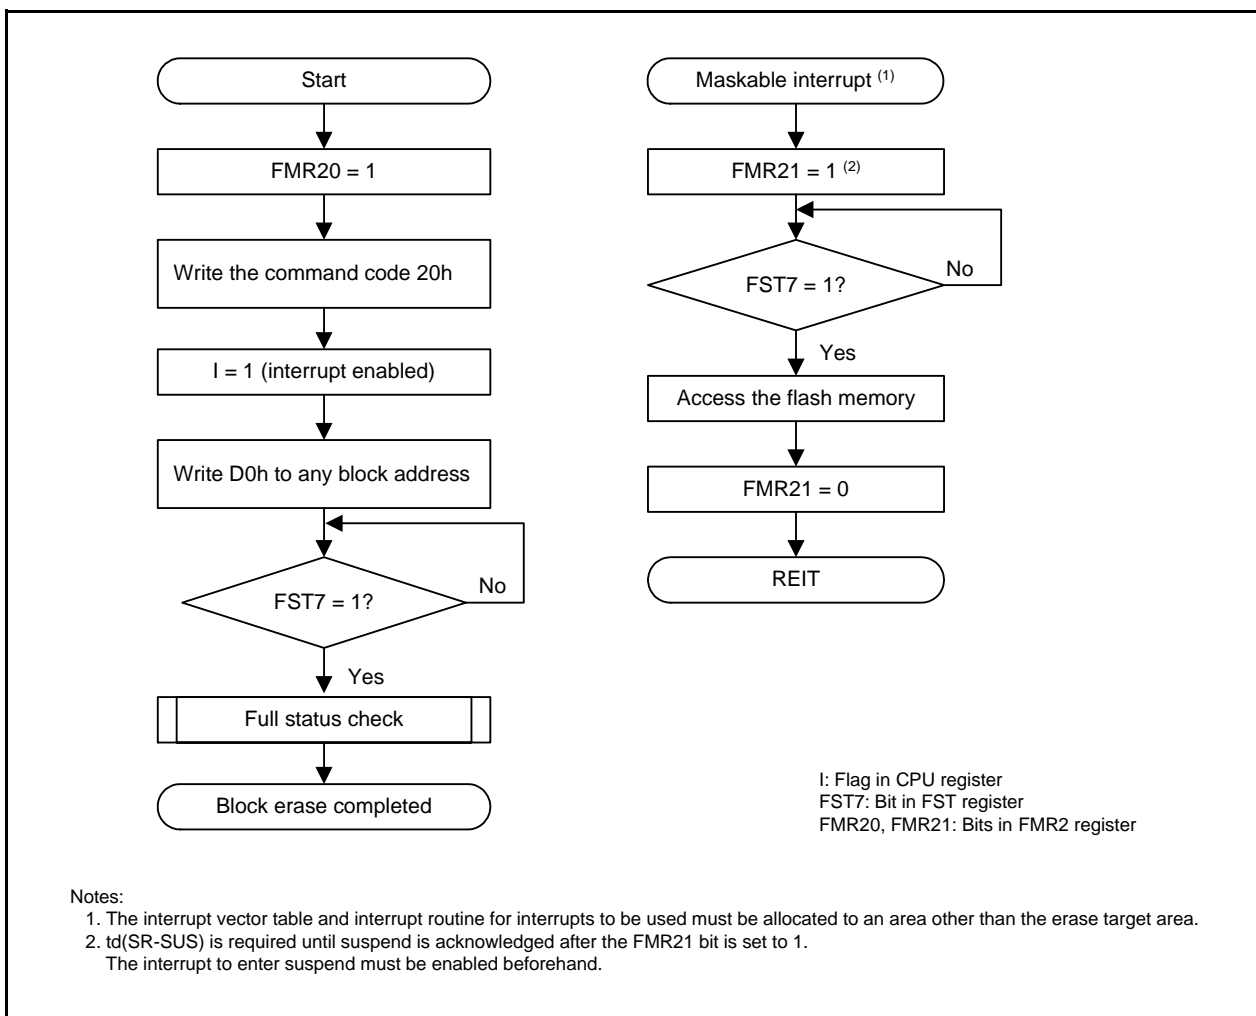 Start
FMR20 = 1
Write the command code 20h
I = 1 (interrupt enabled)
Write D0h to any block address
FST7 = 1?
No
Yes
Full status check
Block erase completed
Maskable interrupt (1)
FMR21 = 1 (2)
FST7 = 1?
No
Yes
Access the flash memory
FMR21 = 0
REIT
I: Flag in CPU register
FST7: Bit in FST register
FMR20, FMR21: Bits in FMR2 register
Notes:
1. The interrupt vector table and interrupt routine for interrupts to be used must be allocated to an area other than the erase target area.
2. td(SR-SUS) is required until suspend is acknowledged after the FMR21 bit is set to 1.
The interrupt to enter suspend must be enabled beforehand.